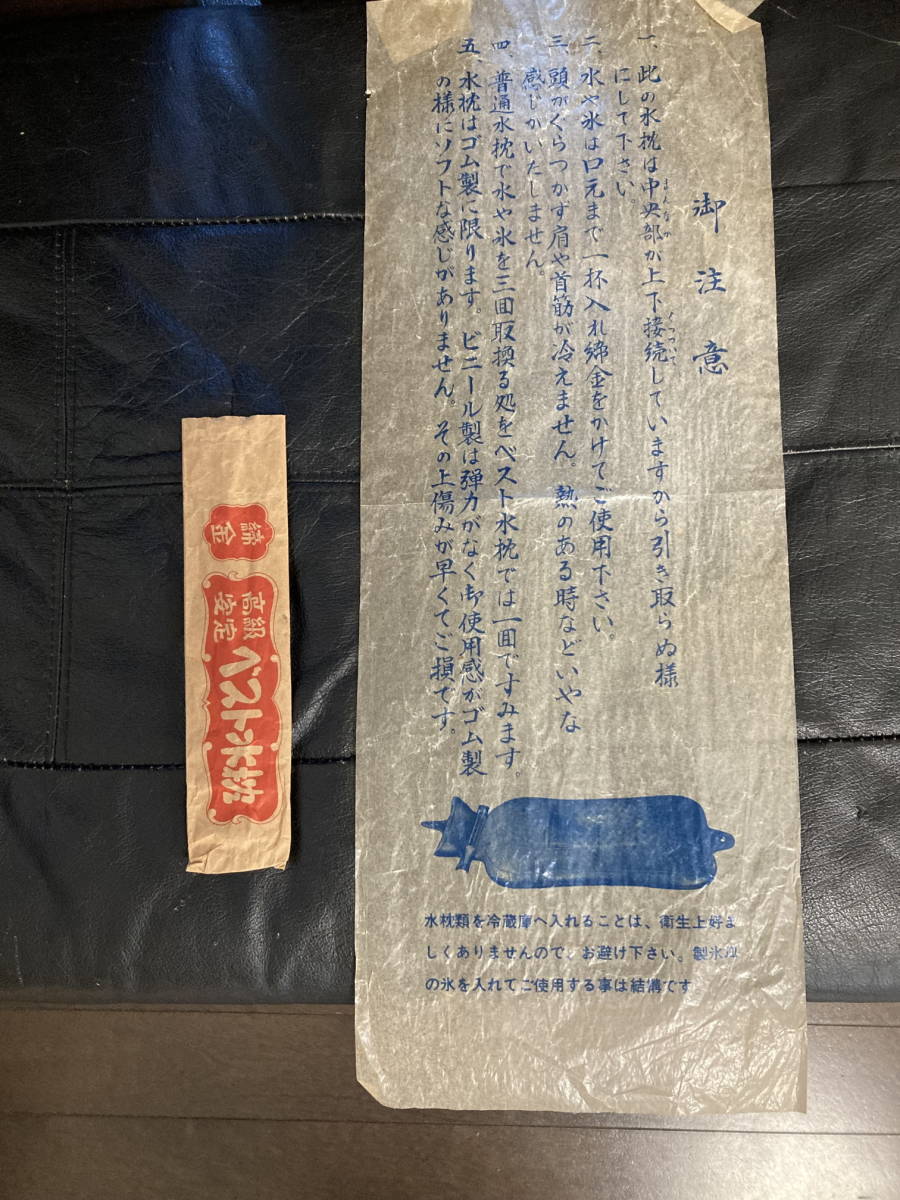 御注意
一、此の水枕は中央部が上下接続していますから引き取らぬ様
まんなか
くっついて
にして下さい。
二、水や氷は口元まで一杯入れ締金をかけてご使用下さい。
三、頭がくらつかず肩や首筋が冷えません。熱のある時などいやな
感じがいたしません。
四、普通水枕で水や氷を三回取換る処をベスト水枕では一回ですみます。
五、水枕はゴム製に限ります。ビニール製は弾力がなく御使用感がゴム製
の様にソフトな感じがありません。その上傷みが早くてご損です。
水枕類を冷蔵庫へ入れることは、衛生上好ま
しくありませんので、お避け下さい。製氷
の氷を入れてご使用する事は結構です
締金
高級
安定
ベスト水枕